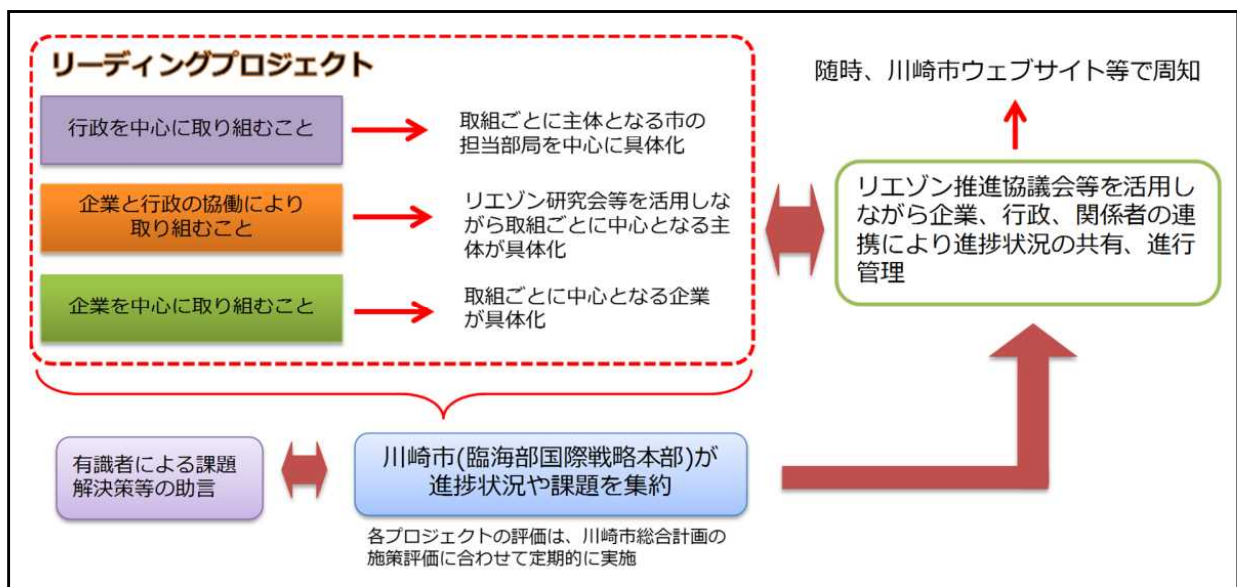 リーディングプロジェクト
行政を中心に取り組むこと
取組ごとに主体となる市の
担当部局を中心に具体化
企業と行政の協働により
取り組むこと
リエゾン研究会等を活用しな
がら取組ごとに中心となる主
体が具体化
企業を中心に取り組むこと
取組ごとに中心となる企業
が具体化
随時、川崎市ウェブサイト等で周知
リエゾン推進協議会等を活用し
ながら企業、行政、関係者の連
携により進捗状況の共有、進行
管理
有識者による課題
解決策等の助言
川崎市(臨海部国際戦略本部)が
進捗状況や課題を集約
各プロジェクトの評価は、川崎市総合計画の
施策評価に合わせて定期的に実施